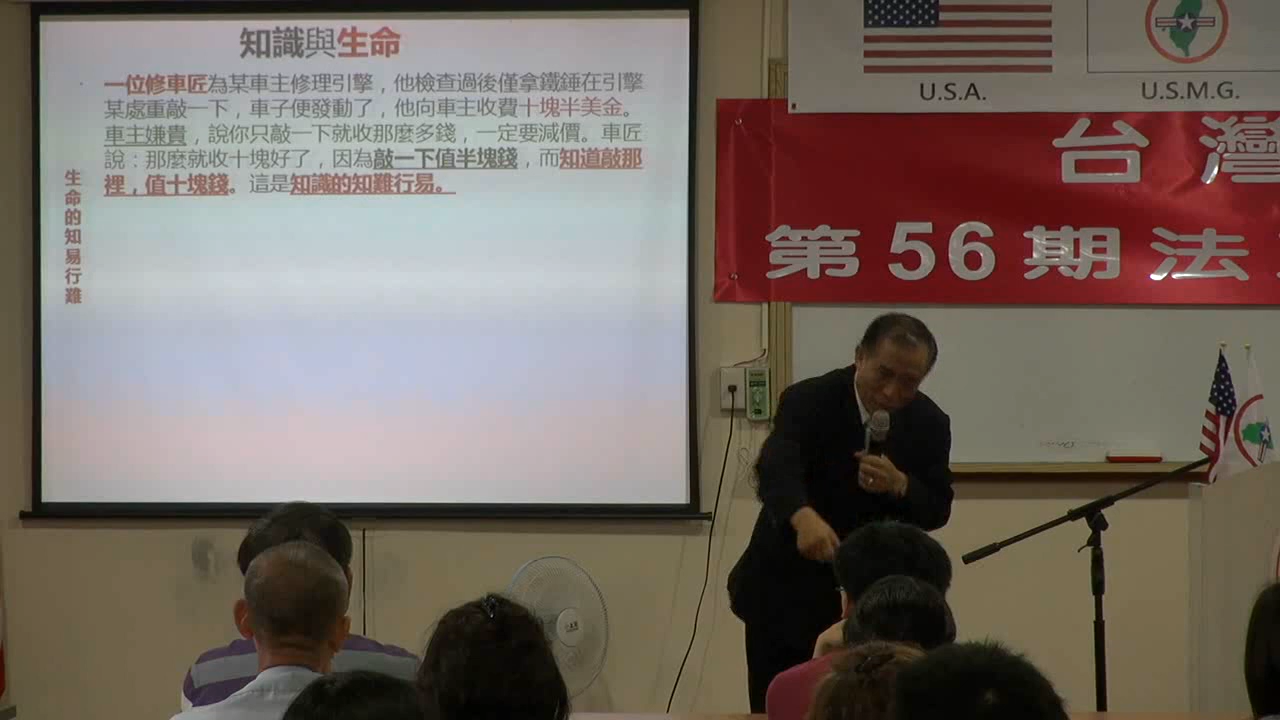 知識與生命
一位修車匠為某車主修理引擎，他檢查過後僅拿鐵錘在引擎
某處重敲一下，車子便發動了，他向車主收費十塊半美金。
車主嫌貴，說你只敲一下就收那麼多錢，一定要減價。車匠
說：那麼就收十塊好了，因為敲一下值半塊錢，而知道敲那
裡，值十塊錢。這是知識的知難行易。
生命的知易行難
U.S.A.
U.S.M.G.
台灣
第56期法